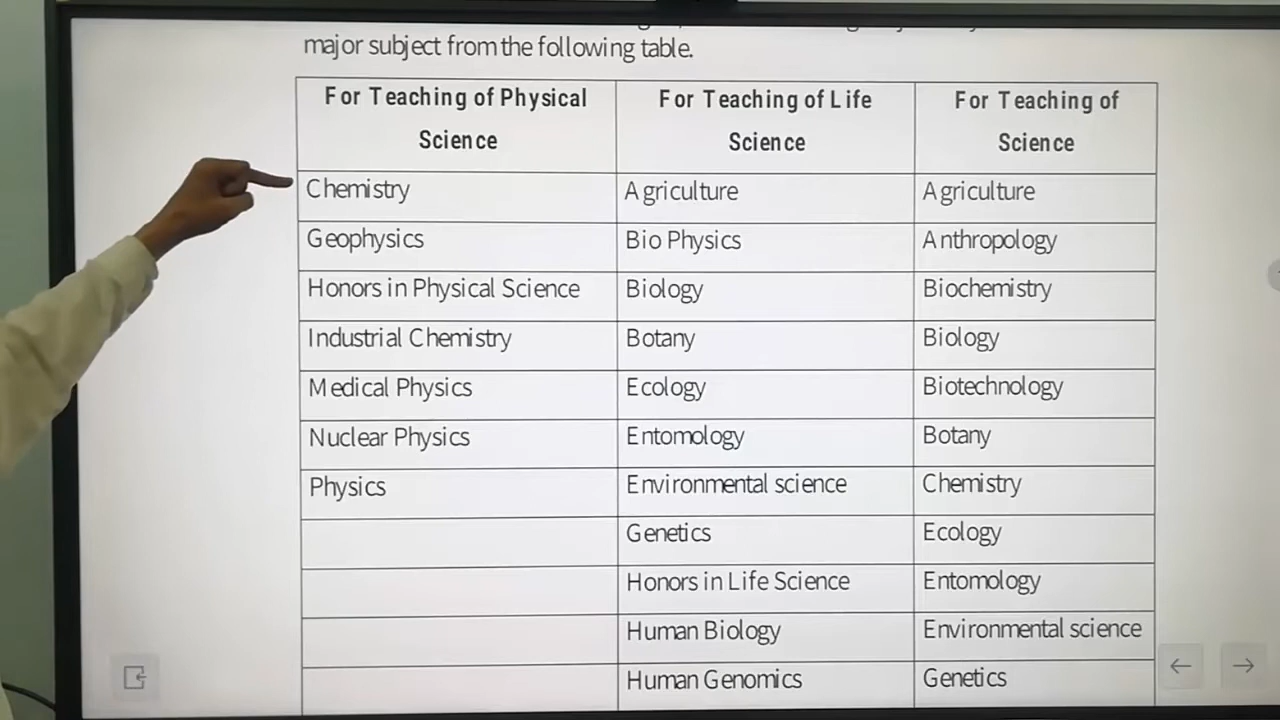 major subject from the following table.
For Teaching of Physical Science For Teaching of Life Science For Teaching of Science
Chemistry Agriculture Agriculture
Geophysics Bio Physics Anthropology
Honors in Physical Science Biology Biochemistry
Industrial Chemistry Botany Biology
Medical Physics Ecology Biotechnology
Nuclear Physics Entomology Botany
Physics Environmental science Chemistry
Genetics Ecology
Honors in Life Science Entomology
Human Biology Environmental science
Human Genomics Genetics